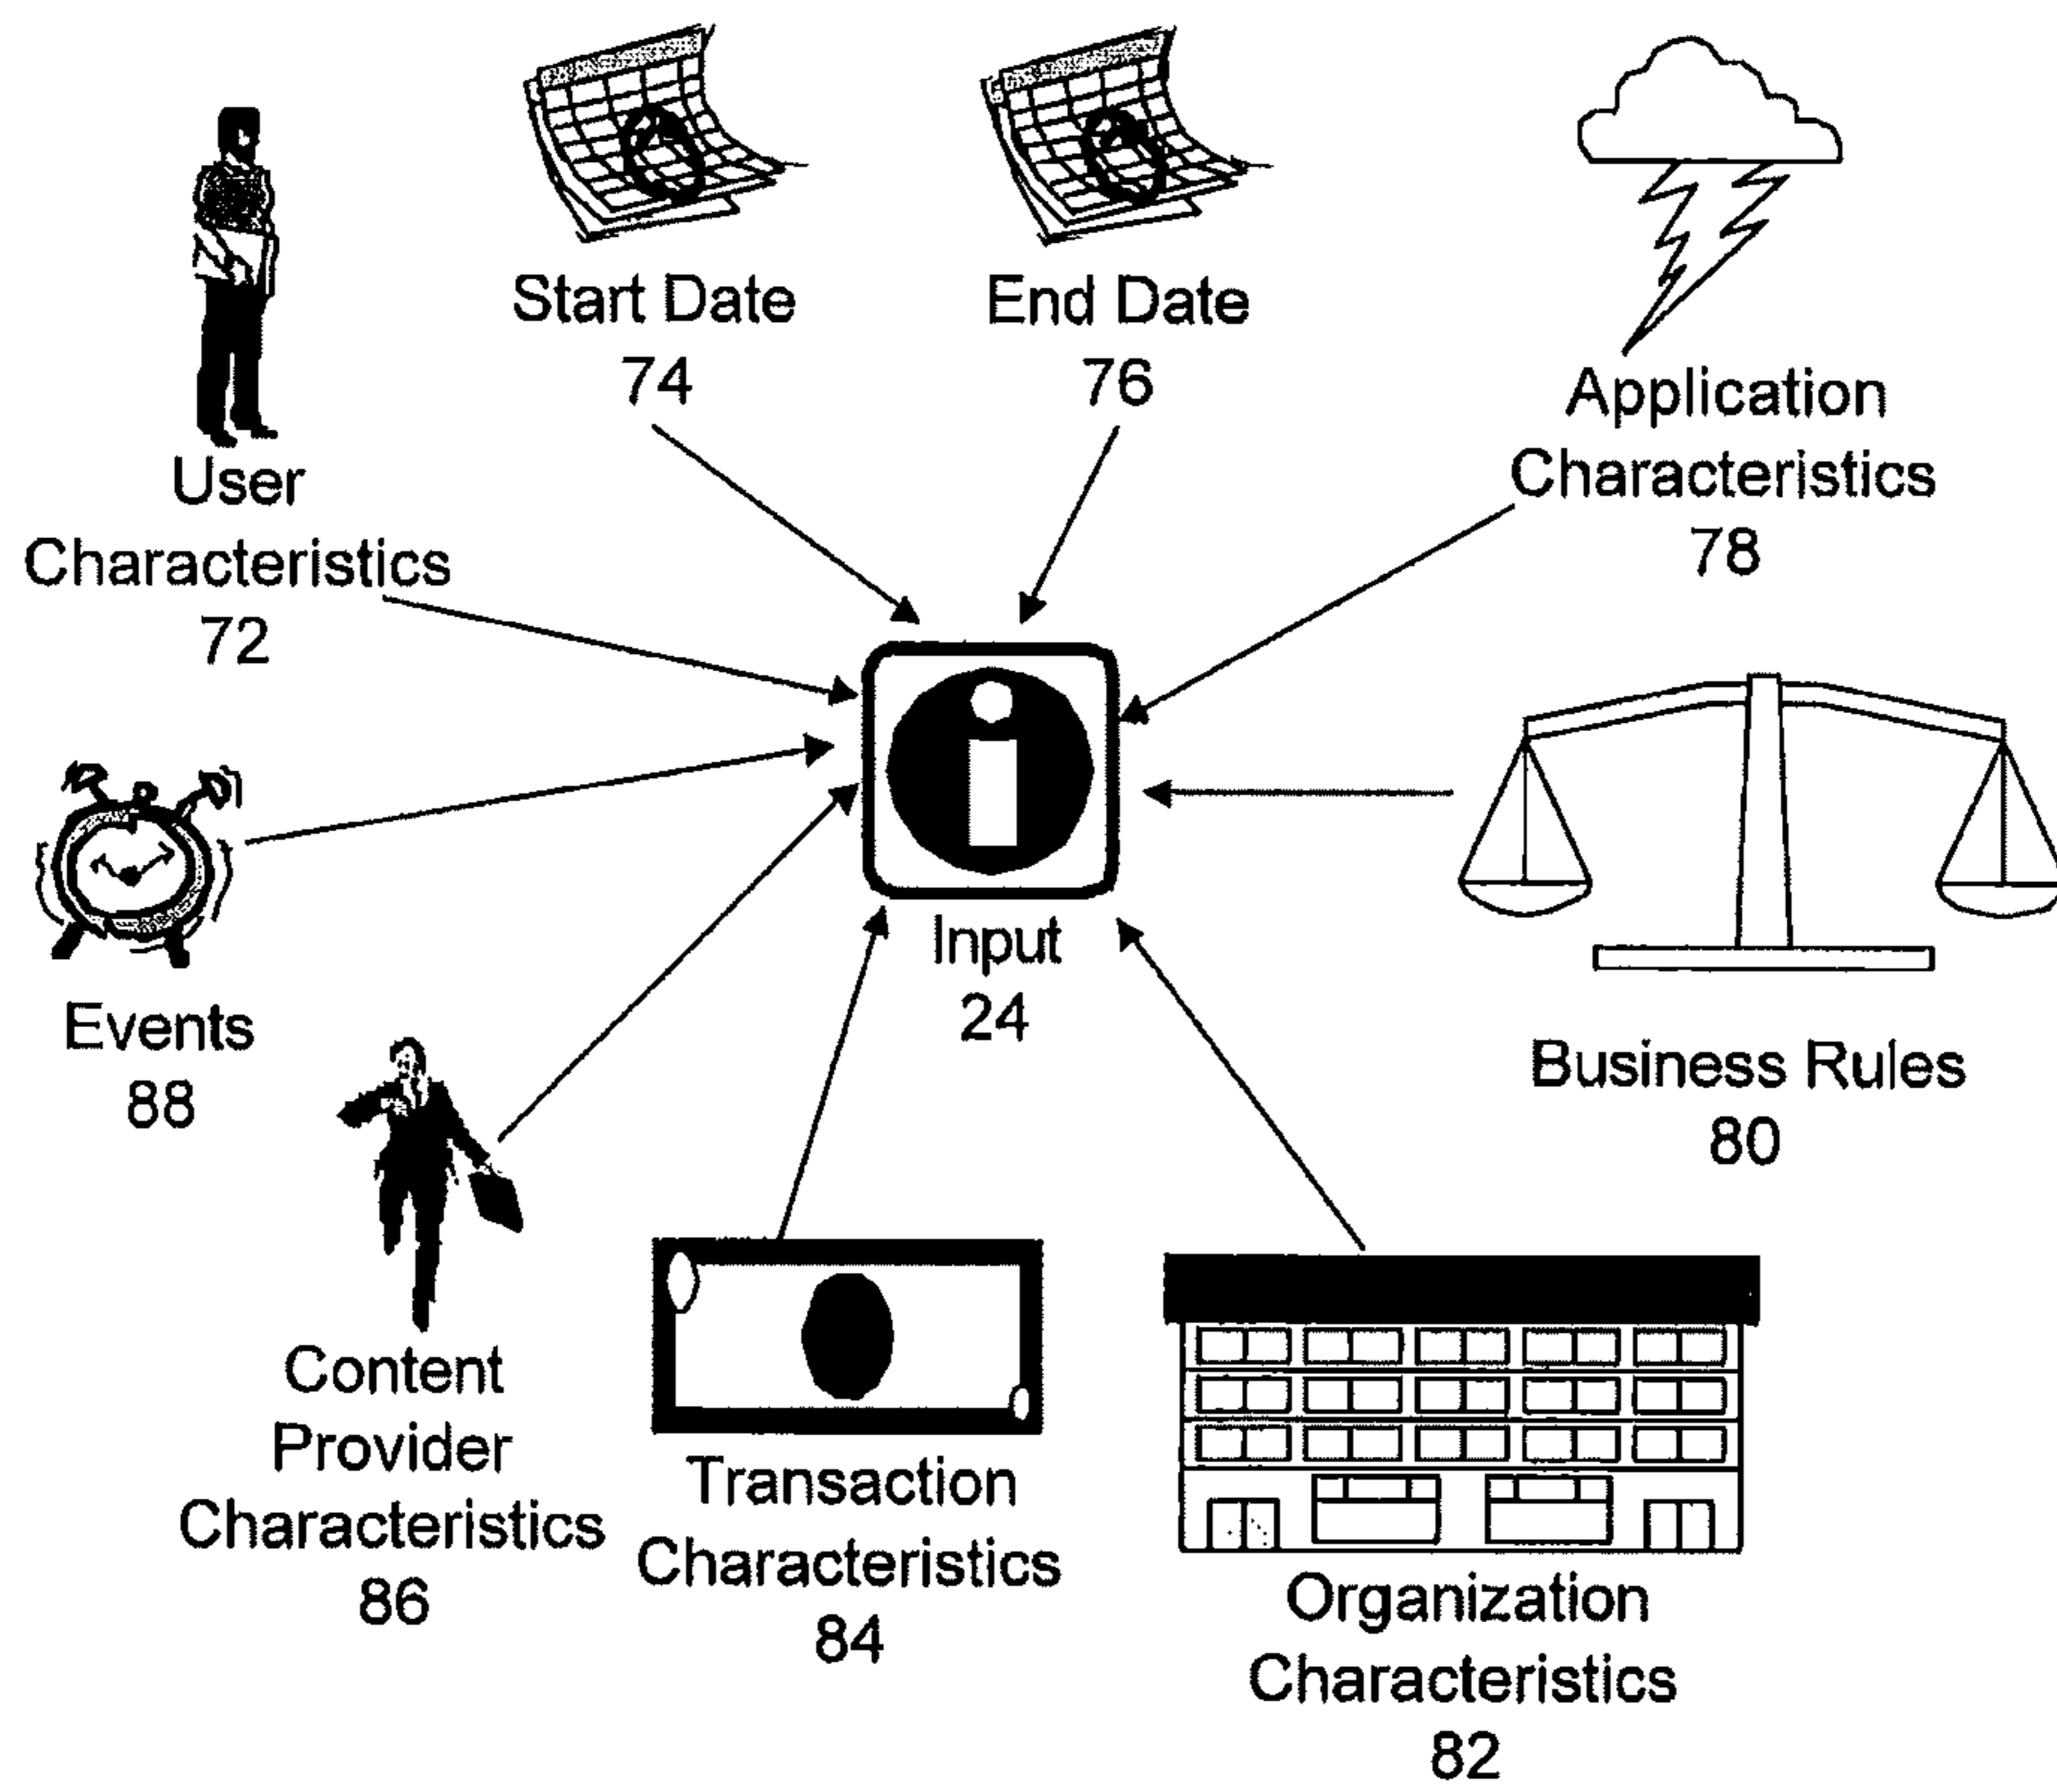 Start Date
74
End Date
76
Application
Characteristics
78
User
Characteristics
72
Input
24
Events
88
Business Rules
80
Content
Provider
Characteristics
86
Transaction
Characteristics
84
Organization
Characteristics
82